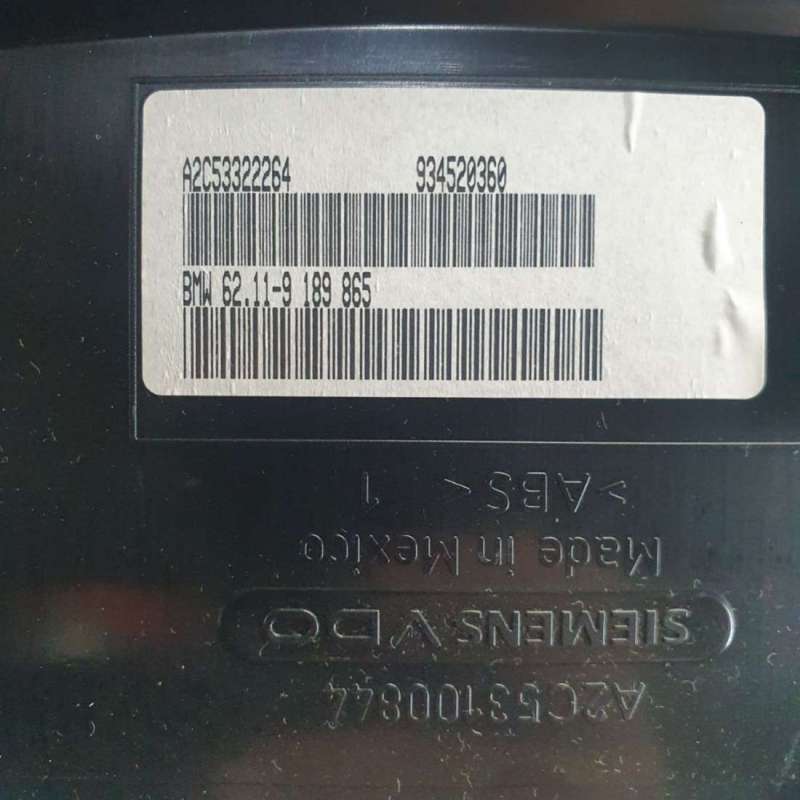 A2C53322264 934520360
BMW 62.11-9 189 865
>ABS< 1
Made in Mexico
SIEMENS VDO
A2C53100844